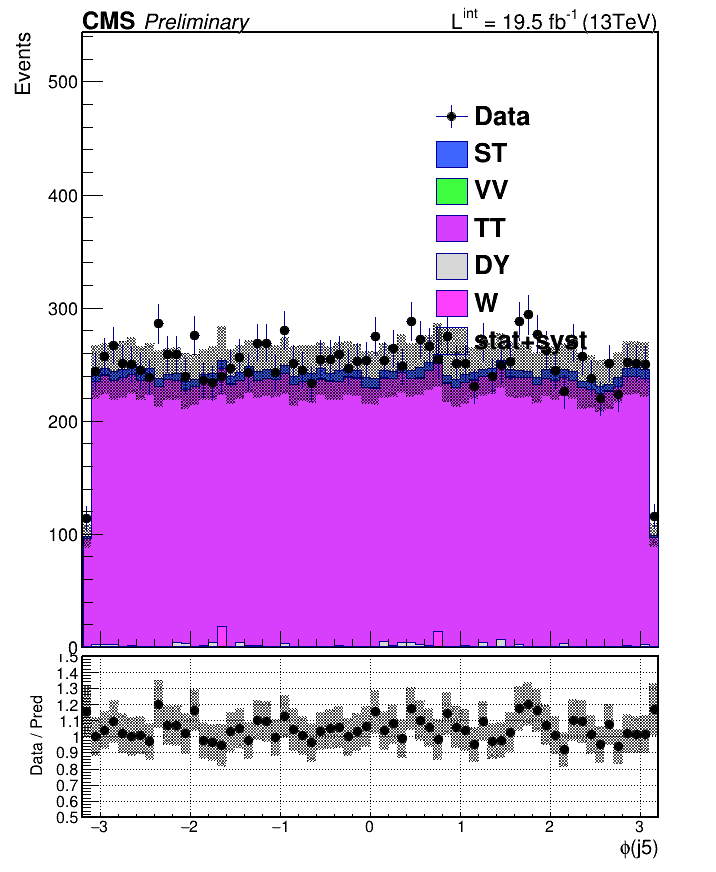 CMS Preliminary
L^int = 19.5 fb^-1 (13TeV)
Events
500
400
300
200
100
0
Data
ST
VV
TT
DY
W
stat+syst
Data / Pred
1.5
1.4
1.3
1.2
1.1
1
0.9
0.8
0.7
0.6
0.5
−3 −2 −1 0 1 2 3
ϕ(j5)